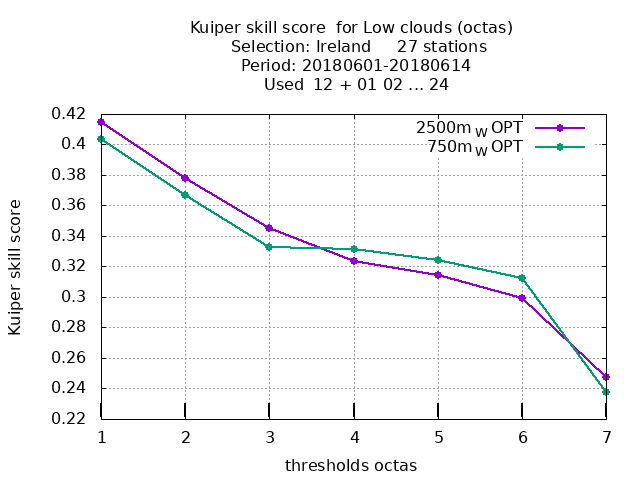 Kuiper skill score  for Low clouds (octas)
Selection: Ireland     27 stations
Period: 20180601-20180614
Used  12 + 01 02 ... 24
2500m W OPT
750m W OPT
0.42
0.4
0.38
0.36
0.34
0.32
0.3
0.28
0.26
0.24
0.22
Kuiper skill score
1 2 3 4 5 6 7
thresholds octas